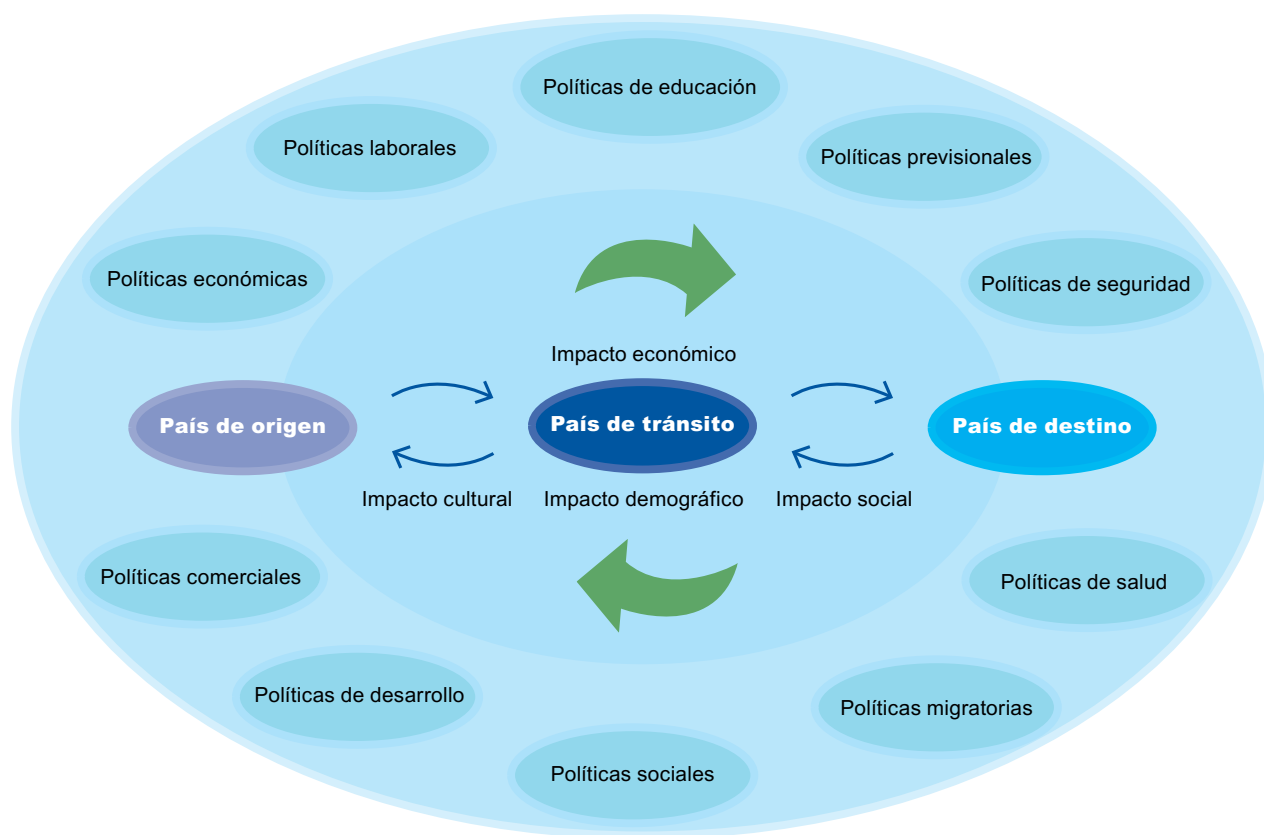 Políticas de educación
Políticas laborales
Políticas previsionales
Políticas económicas
Políticas de seguridad
Impacto económico
País de origen
País de tránsito
País de destino
Impacto cultural
Impacto demográfico
Impacto social
Políticas comerciales
Políticas de salud
Políticas de desarrollo
Políticas migratorias
Políticas sociales